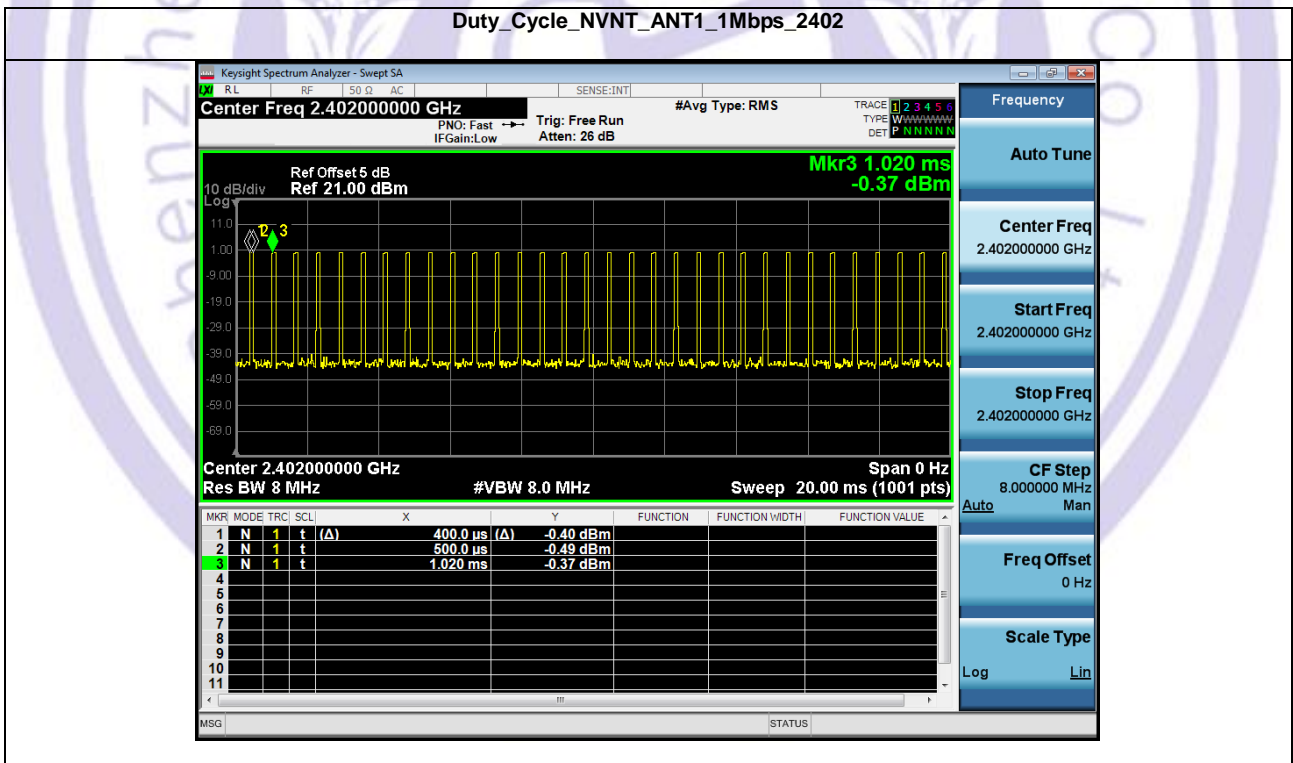 Duty_Cycle_NVNT_ANT1_1Mbps_2402
Keysight Spectrum Analyzer - Swept SA
LXI RL RF 50 Ω AC SENSE:INT
Center Freq 2.402000000 GHz
PNO: Fast
IFGain:Low
Trig: Free Run
Atten: 26 dB
#Avg Type: RMS
TRACE 1 2 3 4 5 6
TYPE WWWWWW
DET P N N N N N
Mkr3 1.020 ms
-0.37 dBm
Ref Offset 5 dB
10 dB/div Ref 21.00 dBm
Log
11.0
1.00
-9.00
-19.0
-29.0
-39.0
-49.0
-59.0
-69.0
1 2 3
Center 2.402000000 GHz Span 0 Hz
Res BW 8 MHz #VBW 8.0 MHz Sweep 20.00 ms (1001 pts)
MKR MODE TRC SCL X Y FUNCTION FUNCTION WIDTH FUNCTION VALUE
1 N 1 t (Δ) 400.0 µs (Δ) -0.40 dBm
2 N 1 t 500.0 µs -0.49 dBm
3 N 1 t 1.020 ms -0.37 dBm
4
5
6
7
8
9
10
11
MSG STATUS
Frequency
Auto Tune
Center Freq
2.402000000 GHz
Start Freq
2.402000000 GHz
Stop Freq
2.402000000 GHz
CF Step
8.000000 MHz
Auto Man
Freq Offset
0 Hz
Scale Type
Log Lin